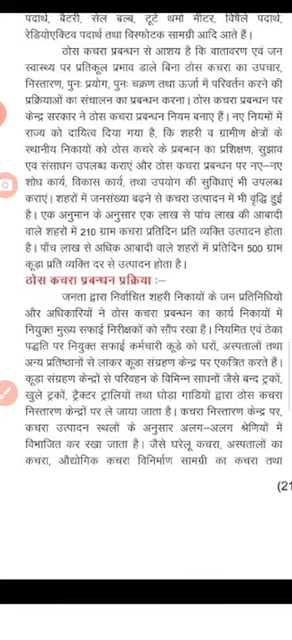 पदार्थ, बैटरी, सेल बल्ब, टूटे थर्मा मीटर, विषैले पदार्थ,
रेडियोएक्टिव पदार्थ तथा विस्फोटक सामग्री आदि आते हैं।
ठोस कचरा प्रबन्धन से आशय है कि वातावरण एवं जन
स्वास्थ्य पर प्रतिकूल प्रभाव डाले बिना ठोस कचरा का उपचार,
निस्तारण, पुनः प्रयोग, पुनः चक्रण तथा ऊर्जा में परिवर्तन करने की
प्रक्रियाओं का संचालन का प्रबन्धन करना। ठोस कचरा प्रबन्धन पर
केन्द्र सरकार ने ठोस कचरा प्रबन्धन नियम बनाए हैं। नए नियमों में
राज्य को दायित्व दिया गया है, कि शहरी व ग्रामीण क्षेत्रों के
स्थानीय निकायों को ठोस कचरे के प्रबन्धन का प्रशिक्षण, सुझाव
एव संसाधन उपलब्ध कराएं और ठोस कचरा प्रबन्धन पर नए–नए
शोध कार्य, विकास कार्य, तथा उपयोग की सुविधाएं भी उपलब्ध
कराएं। शहरों में जनसंख्या बढ़ने से कचरा उत्पादन में भी वृद्धि हुई
है। एक अनुमान के अनुसार एक लाख से पांच लाख की आबादी
वाले शहरों में 210 ग्राम कचरा प्रतिदिन प्रति व्यक्ति उत्पादन होता
है। पाँच लाख से अधिक आबादी वाले शहरों में प्रतिदिन 500 ग्राम
कूड़ा प्रति व्यक्ति दर से उत्पादन होता है।
ठोस कचरा प्रबन्धन प्रक्रिया :–
जनता द्वारा निर्वाचित शहरी निकायों के जन प्रतिनिधियों
और अधिकारियों ने ठोस कचरा प्रबन्धन का कार्य निकायों में
नियुक्त मुख्य सफाई निरीक्षकों को सौंप रखा है। नियमित एवं ठेका
पद्धति पर नियुक्त सफाई कर्मचारी कूडे को घरों, अस्पतालों तथा
अन्य प्रतिष्ठानों से लाकर कूडा संग्रहण केन्द्र पर एकत्रित करते हैं।
कूडा संग्रहण केन्द्रों से परिवहन के विभिन्न साधनों जैसे बन्द ट्रकों,
खुले ट्रकों, ट्रैक्टर ट्रालियों तथा घोड़ा गाडियों द्वारा ठोस कचरा
निस्तारण केन्द्रों पर ले जाया जाता है। कचरा निस्तारण केन्द्र पर,
कचरा उत्पादन स्थलों के अनुसार अलग–अलग श्रेणियों में
विभाजित कर रखा जाता है। जैसे घरेलू कचरा, अस्पतालों का
कचरा, औद्योगिक कचरा विनिर्माण सामग्री का कचरा तथा
(21